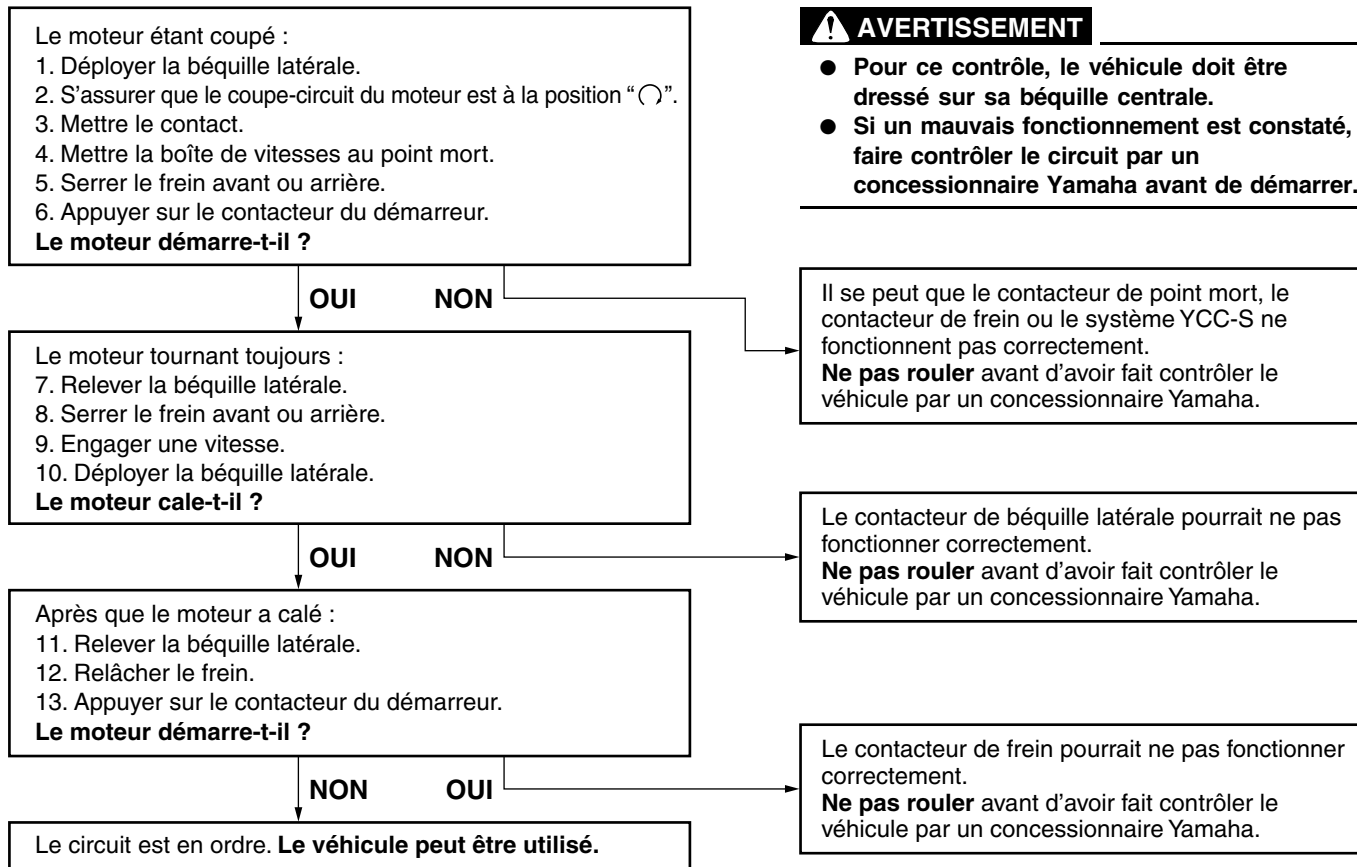 Le moteur étant coupé :
1. Déployer la béquille latérale.
2. S'assurer que le coupe-circuit du moteur est à la position “ ”.
3. Mettre le contact.
4. Mettre la boîte de vitesses au point mort.
5. Serrer le frein avant ou arrière.
6. Appuyer sur le contacteur du démarreur.
Le moteur démarre-t-il ?
AVERTISSEMENT
● Pour ce contrôle, le véhicule doit être
dressé sur sa béquille centrale.
● Si un mauvais fonctionnement est constaté,
faire contrôler le circuit par un
concessionnaire Yamaha avant de démarrer.
OUI NON
Il se peut que le contacteur de point mort, le
contacteur de frein ou le système YCC-S ne
fonctionnent pas correctement.
Ne pas rouler avant d'avoir fait contrôler le
véhicule par un concessionnaire Yamaha.
Le moteur tournant toujours :
7. Relever la béquille latérale.
8. Serrer le frein avant ou arrière.
9. Engager une vitesse.
10. Déployer la béquille latérale.
Le moteur cale-t-il ?
OUI NON
Le contacteur de béquille latérale pourrait ne pas
fonctionner correctement.
Ne pas rouler avant d'avoir fait contrôler le
véhicule par un concessionnaire Yamaha.
Après que le moteur a calé :
11. Relever la béquille latérale.
12. Relâcher le frein.
13. Appuyer sur le contacteur du démarreur.
Le moteur démarre-t-il ?
NON OUI
Le contacteur de frein pourrait ne pas fonctionner
correctement.
Ne pas rouler avant d'avoir fait contrôler le
véhicule par un concessionnaire Yamaha.
Le circuit est en ordre. Le véhicule peut être utilisé.